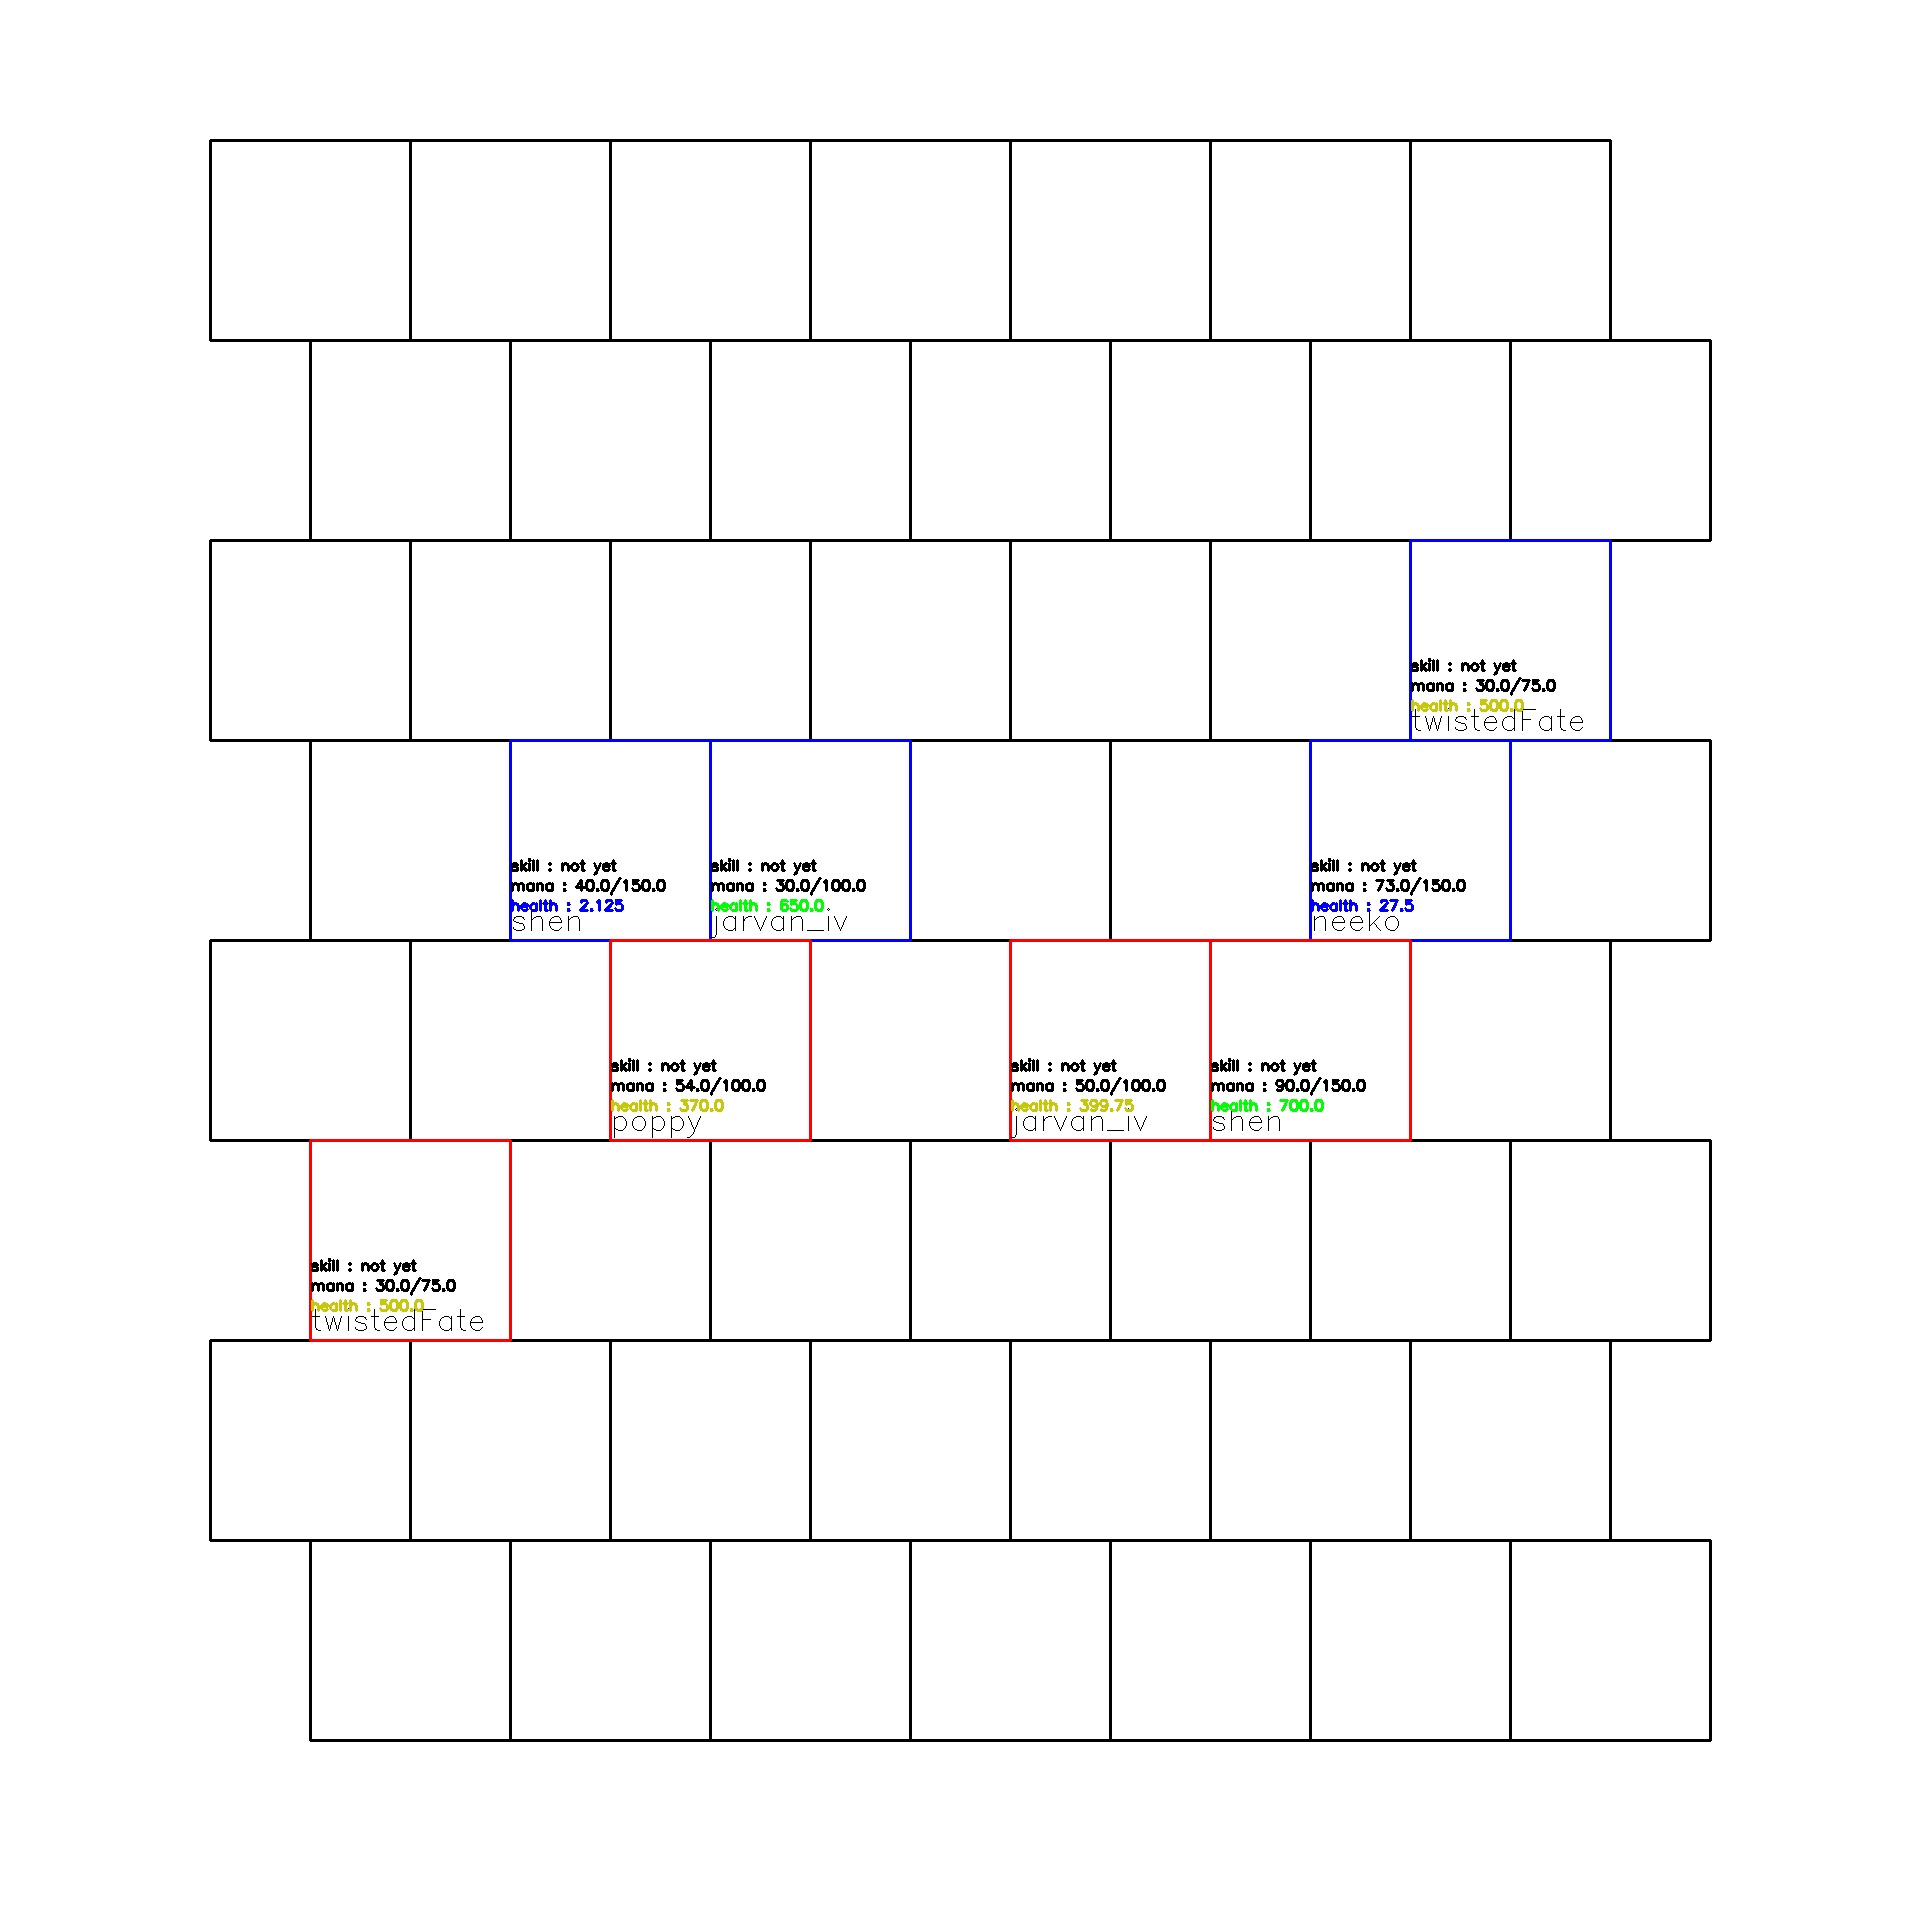 skill : not yet
mana : 30.0/75.0
health : 500.0
twistedFate
skill : not yet
mana : 40.0/150.0
health : 2.125
shen
skill : not yet
mana : 30.0/100.0
health : 650.0
jarvan_iv
skill : not yet
mana : 73.0/150.0
health : 27.5
neeko
skill : not yet
mana : 54.0/100.0
health : 370.0
poppy
skill : not yet
mana : 50.0/100.0
health : 399.75
jarvan_iv
skill : not yet
mana : 90.0/150.0
health : 700.0
shen
skill : not yet
mana : 30.0/75.0
health : 500.0
twistedFate